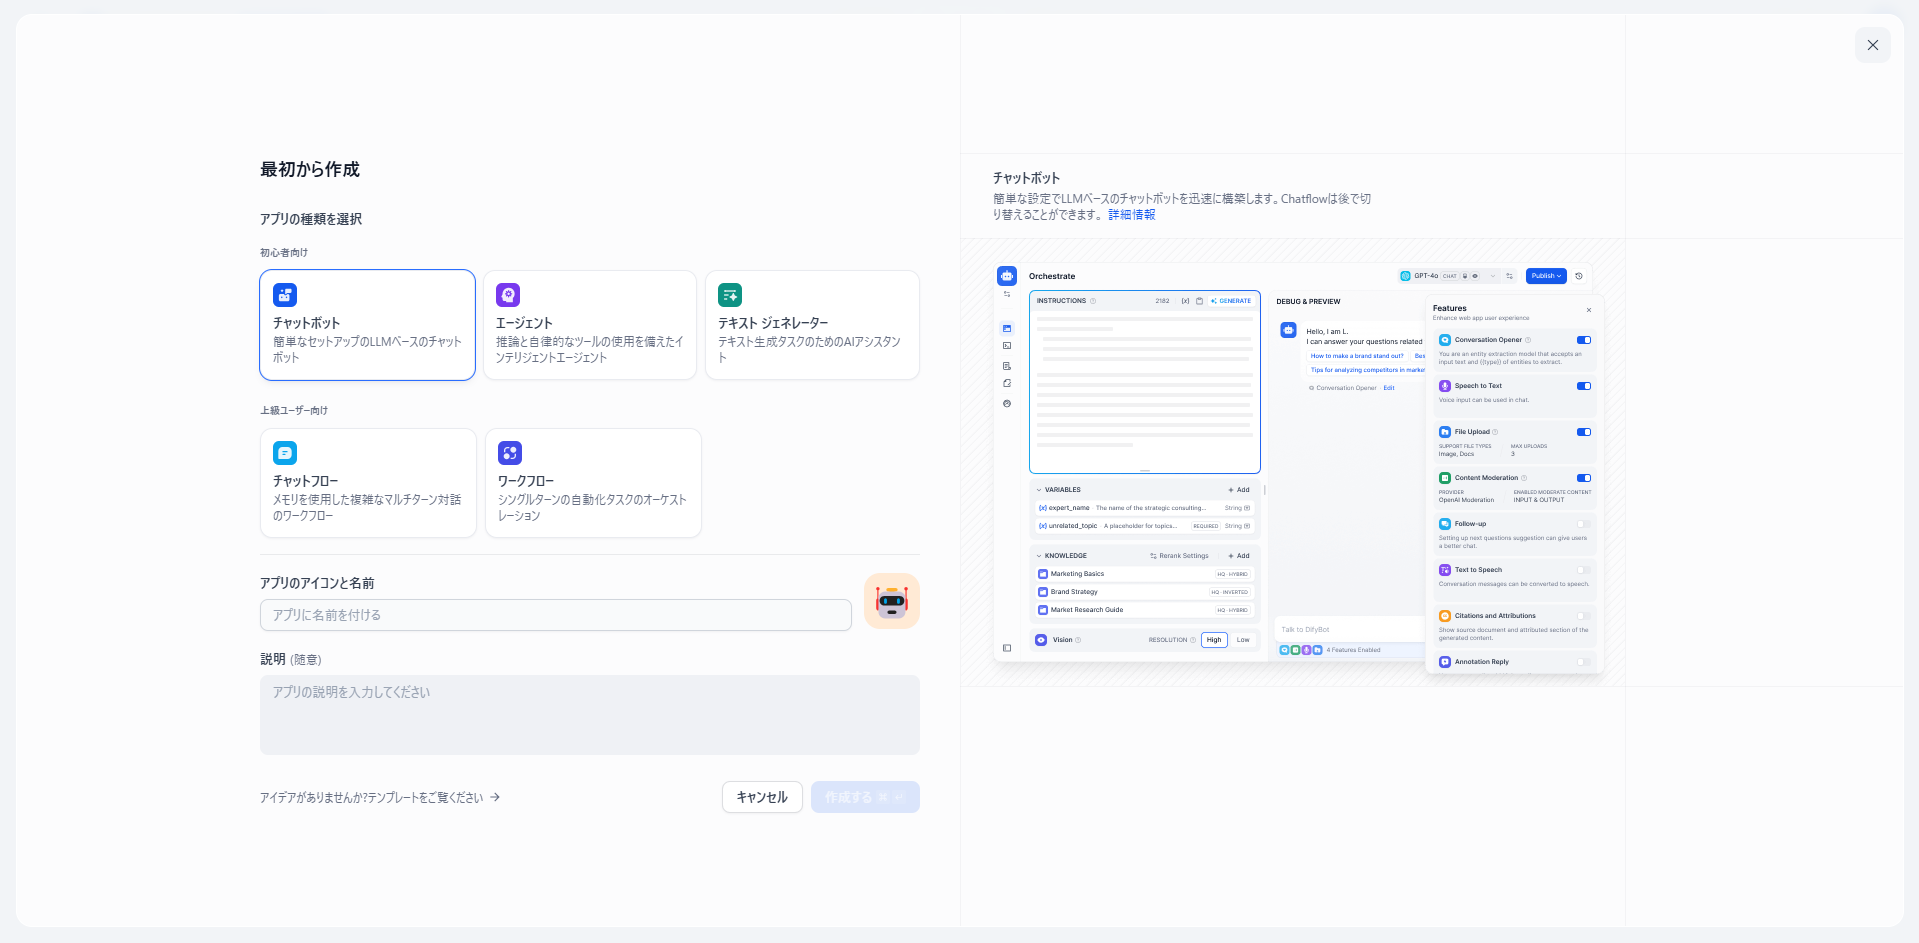 最初から作成
アプリの種類を選択
初心者向け
チャットボット
簡単なセットアップのLLMベースのチャット
ボット
エージェント
推論と自律的なツールの使用を備えたイ
ンテリジェントエージェント
テキスト ジェネレーター
テキスト生成タスクのためのAIアシスタン
ト
上級ユーザー向け
チャットフロー
メモリを使用した複雑なマルチターン対話
のワークフロー
ワークフロー
シングルターンの自動化タスクのオーケスト
レーション
アプリのアイコンと名前
アプリに名前を付ける
説明 (随意)
アプリの説明を入力してください
アイデアがありませんか?テンプレートをご覧ください →
キャンセル
作成する ⌘ ↵
チャットボット
簡単な設定でLLMベースのチャットボットを迅速に構築します。Chatflowは後で切
り替えることができます。 詳細情報
Orchestrate
GPT-4o CHAT
Publish
INSTRUCTIONS
2182
{x}
GENERATE
VARIABLES
+ Add
{x} expert_name · The name of the strategic consulting...
String
{x} unrelated_topic · A placeholder for topics...
REQUIRED
String
KNOWLEDGE
Rerank Settings
+ Add
Marketing Basics
HQ · HYBRID
Brand Strategy
HQ · INVERTED
Market Research Guide
HQ · HYBRID
Vision
RESOLUTION
High
Low
DEBUG & PREVIEW
Hello, I am L.
I can answer your questions related
How to make a brand stand out?
Bes
Tips for analyzing competitors in marke
Conversation Opener · Edit
Talk to DifyBot
4 Features Enabled
Features
Enhance web app user experience
Conversation Opener
You are an entity extraction model that accepts an
input text and {{type}} of entities to extract.
Speech to Text
Voice input can be used in chat.
File Upload
SUPPORT FILE TYPES
Image, Docs
MAX UPLOADS
3
Content Moderation
PROVIDER
OpenAI Moderation
ENABLED MODERATE CONTENT
INPUT & OUTPUT
Follow-up
Setting up next questions suggestion can give users
a better chat.
Text to Speech
Conversation messages can be converted to speech.
Citations and Attributions
Show source document and attributed section of the
generated content.
Annotation Reply